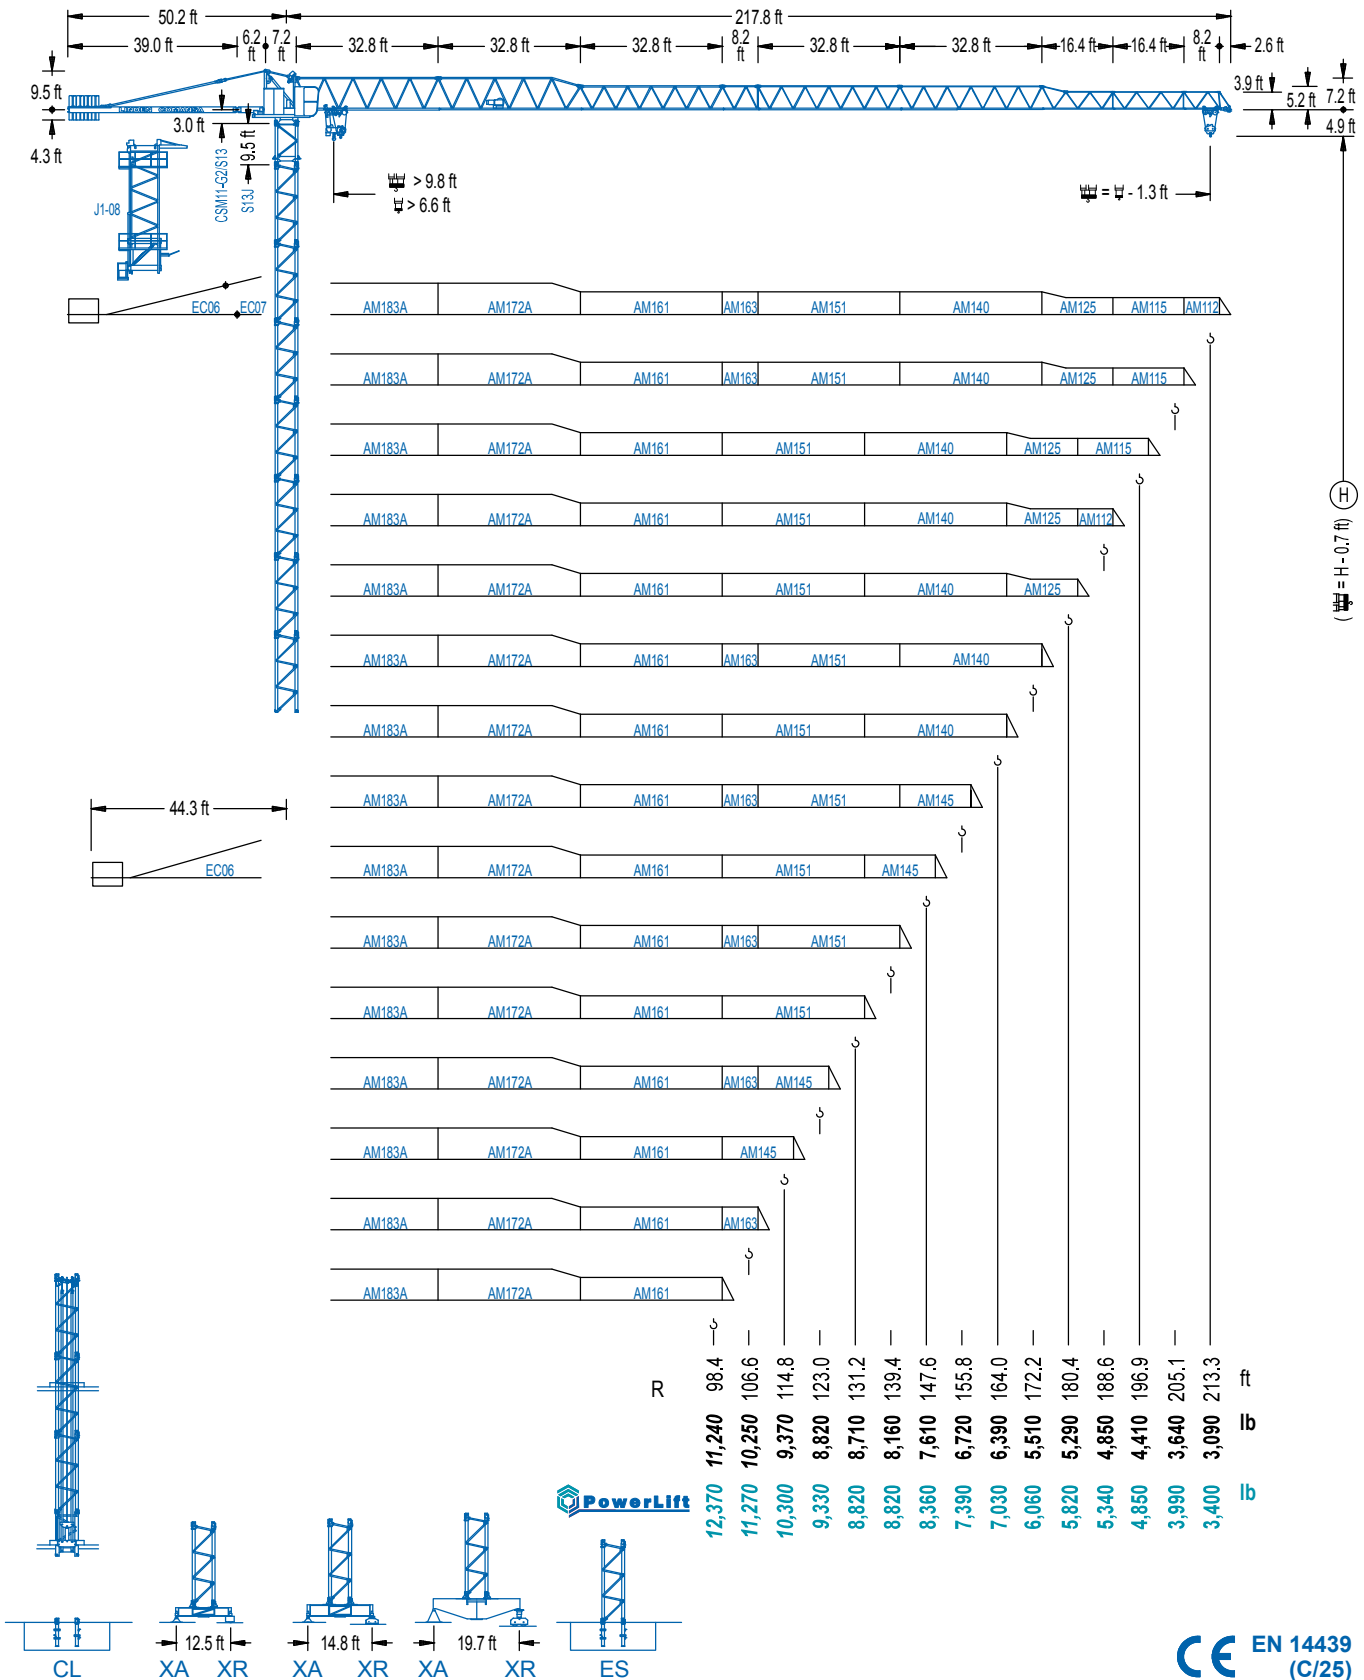 50.2 ft 217.8 ft
39.0 ft 6.2 ft 7.2 ft 32.8 ft 32.8 ft 32.8 ft 8.2 ft 32.8 ft 32.8 ft 16.4 ft 16.4 ft 8.2 ft 2.6 ft
9.5 ft 3.9 ft 5.2 ft 7.2 ft
3.0 ft 4.9 ft
4.3 ft 9.5 ft
CSM11-G2/S13
S13J
J1-08
> 9.8 ft
> 6.6 ft
= - 1.3 ft
EC06 EC07 AM183A AM172A AM161 AM163 AM151 AM140 AM125 AM115 AM112
AM183A AM172A AM161 AM163 AM151 AM140 AM125 AM115
AM183A AM172A AM161 AM151 AM140 AM125 AM115
H
( = H - 0.7 ft)
AM183A AM172A AM161 AM151 AM140 AM125 AM112
AM183A AM172A AM161 AM151 AM140 AM125
AM183A AM172A AM161 AM163 AM151 AM140
AM183A AM172A AM161 AM151 AM140
44.3 ft
AM183A AM172A AM161 AM163 AM151 AM145
EC06 AM183A AM172A AM161 AM151 AM145
AM183A AM172A AM161 AM163 AM151
AM183A AM172A AM161 AM151
AM183A AM172A AM161 AM163 AM145
AM183A AM172A AM161 AM145
AM183A AM172A AM161 AM163
AM183A AM172A AM161
R 98.4 106.6 114.8 123.0 131.2 139.4 147.6 155.8 164.0 172.2 180.4 188.6 196.9 205.1 213.3 ft
11,240 10,250 9,370 8,820 8,710 8,160 7,610 6,720 6,390 5,510 5,290 4,850 4,410 3,640 3,090 lb
PowerLift 12,370 11,270 10,300 9,330 8,820 8,820 8,360 7,390 7,030 6,060 5,820 5,340 4,850 3,990 3,400 lb
12.5 ft 14.8 ft 19.7 ft
CL XA XR XA XR XA XR ES
CE EN 14439
(C/25)